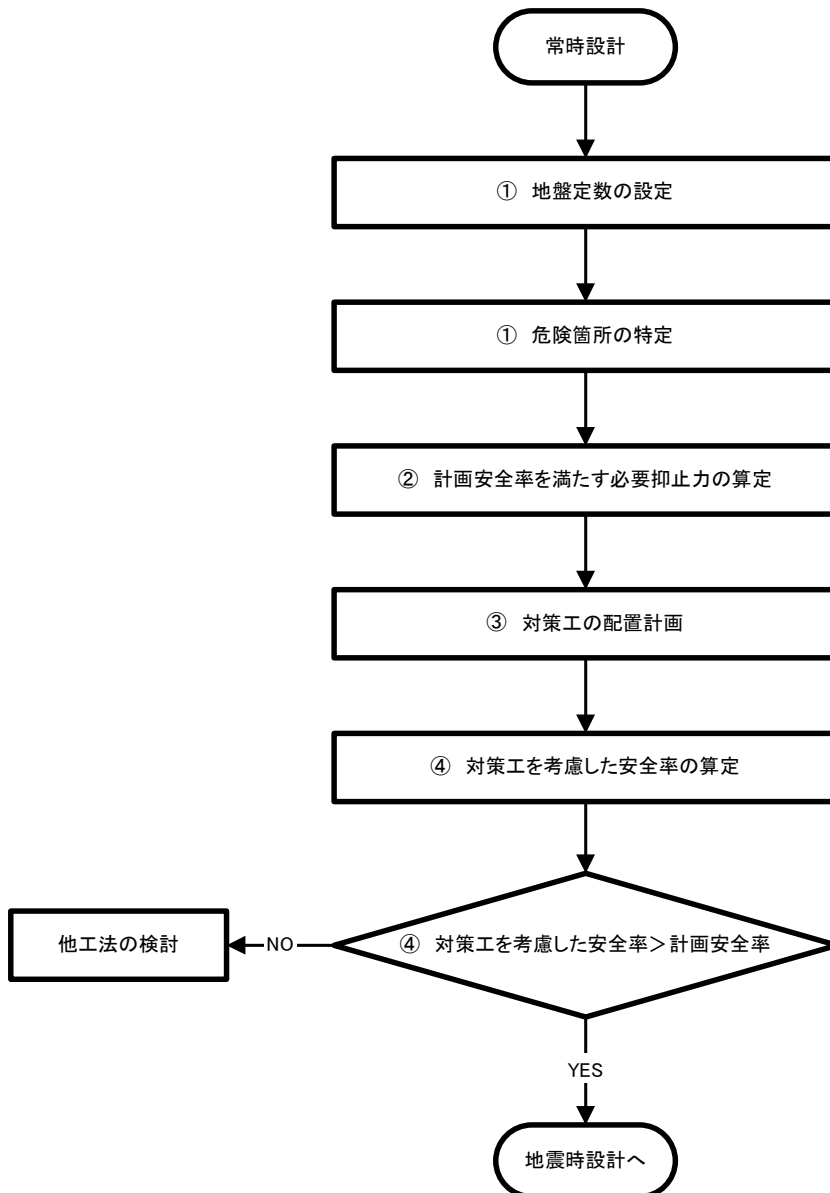 常時設計
① 地盤定数の設定
① 危険箇所の特定
② 計画安全率を満たす必要抑止力の算定
③ 対策工の配置計画
④ 対策工を考慮した安全率の算定
④ 対策工を考慮した安全率＞計画安全率
他工法の検討
NO
YES
地震時設計へ